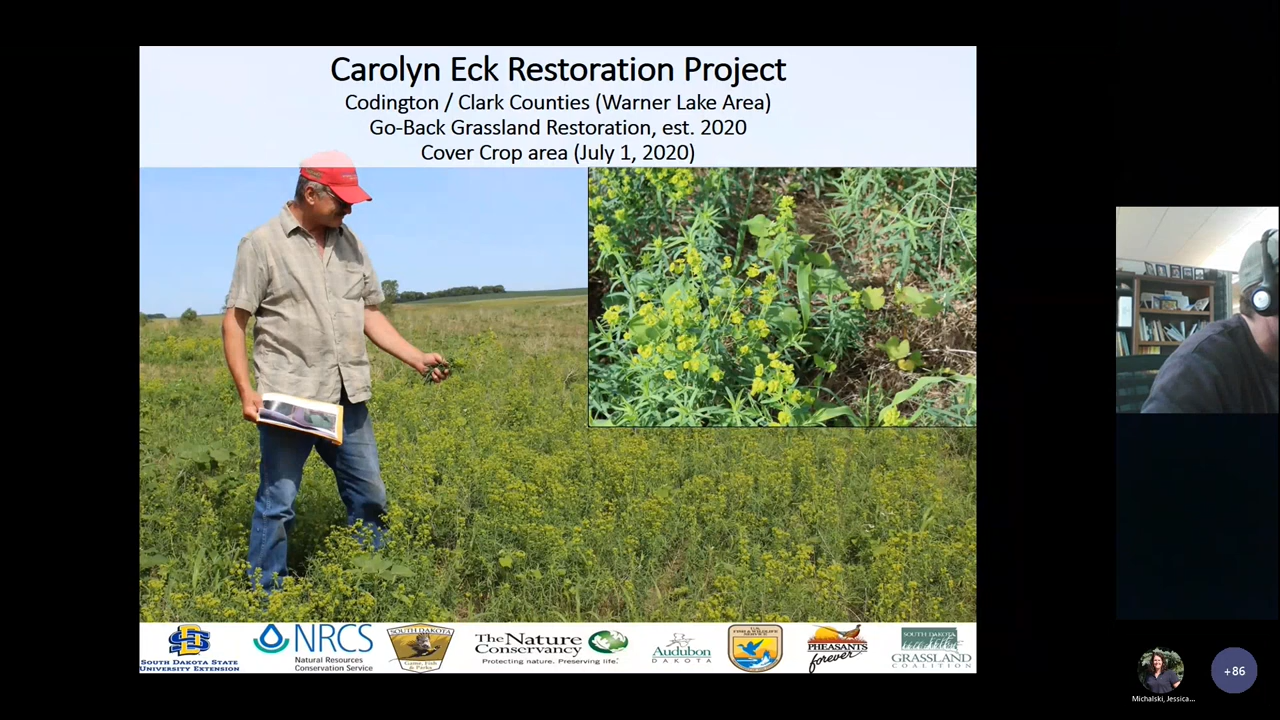 Carolyn Eck Restoration Project
Codington / Clark Counties (Warner Lake Area)
Go-Back Grassland Restoration, est. 2020
Cover Crop area (July 1, 2020)
SOUTH DAKOTA STATE
UNIVERSITY EXTENSION
NRCS
Natural Resources
Conservation Service
SOUTH DAKOTA
Game, Fish
& Parks
The Nature
Conservancy
Protecting nature. Preserving life.
Audubon
DAKOTA
U.S.
FISH & WILDLIFE
SERVICE
PHEASANTS
forever
SOUTH DAKOTA
GRASSLAND
COALITION
Michalski, Jessica...
+86